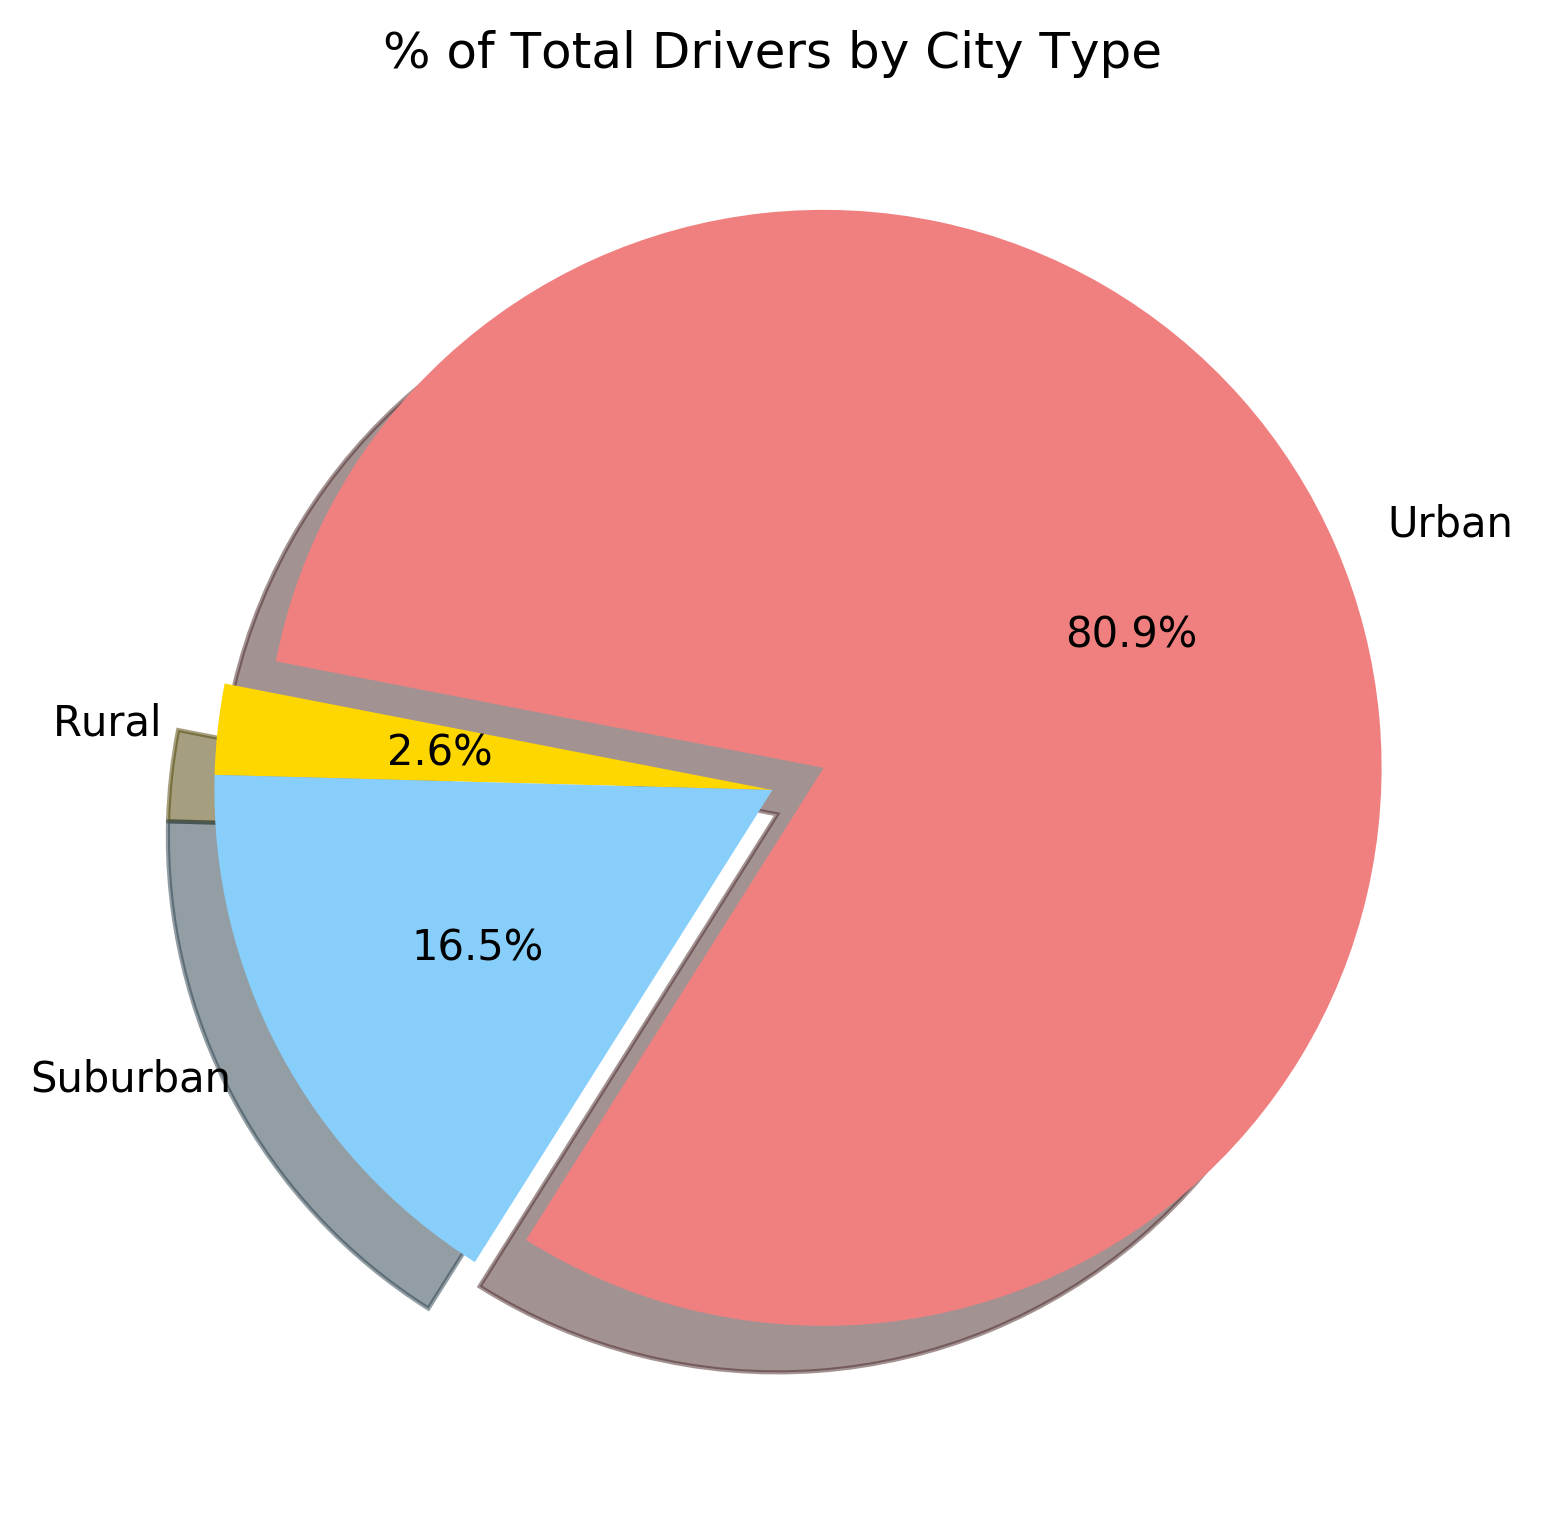 % of Total Drivers by City Type
Urban
80.9%
Rural
2.6%
16.5%
Suburban